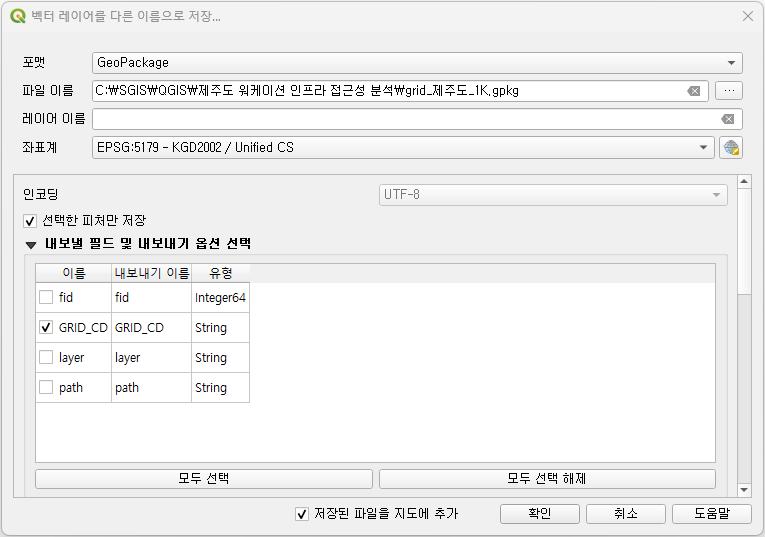 벡터 레이어를 다른 이름으로 저장...
포맷 GeoPackage
파일 이름 C:₩SGIS₩QGIS₩제주도 워케이션 인프라 접근성 분석₩grid_제주도_1K.gpkg ...
레이어 이름
좌표계 EPSG:5179 - KGD2002 / Unified CS
인코딩 UTF-8
선택한 피처만 저장
내보낼 필드 및 내보내기 옵션 선택
이름 내보내기 이름 유형
fid fid Integer64
GRID_CD GRID_CD String
layer layer String
path path String
모두 선택 모두 선택 해제
저장된 파일을 지도에 추가 확인 취소 도움말